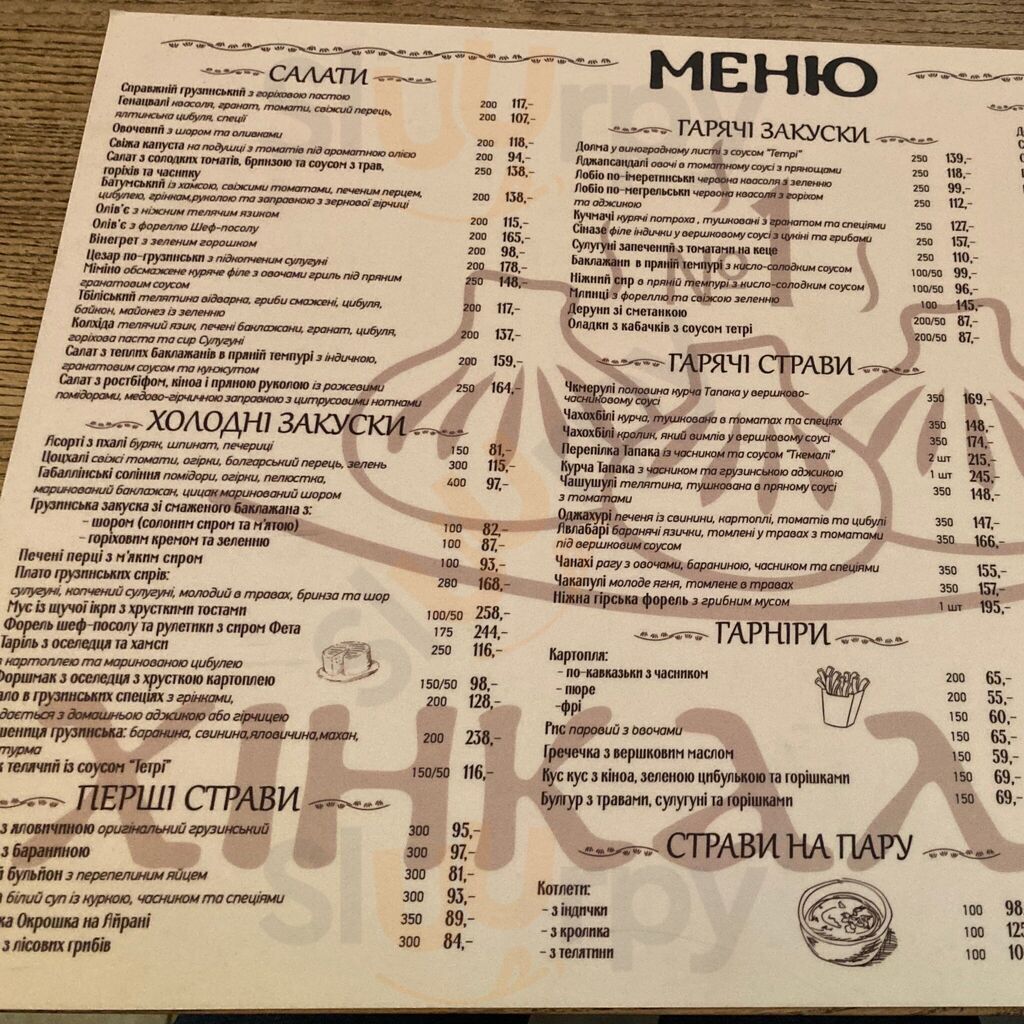 МЕНЮ
САЛАТИ
Справжній грузинський з горіховою пастою 200 117,-
Генацвалі квасоля, гранат, томати, свіжий перець, 200 107,-
ялтинська цибуля, спеції
Овочевий з шором та оливками 200 118,-
Свіжа капуста на подушці з томатів під ароматною олією 200 94,-
Салат з солодких томатів, бринзою та соусом з трав, 250 138,-
горіхів та часнику
Батумський із хамсою, свіжими томатами, печеним перцем, 200 138,-
цибулею, грінкам,руколою та заправкою з зернової гірчиці
Олів'є з ніжним телячим язиком 200 115,-
Олів'є з фореллю Шеф-посолу 200 165,-
Вінегрет з зеленим горошком 200 98,-
Цезар по-грузинськи з підкопченим сулугуні 200 178,-
Міміно обсмажене куряче філе з овочами гриль під пряним 250 148,-
гранатовим соусом
Тбіліський телятина відварна, гриби смажені, цибуля, 200 117,-
байкон, майонез із зеленню
Колхіда телячий язик, печені баклажани, гранат, цибуля, 200 137,-
горіхова паста та сир Сулугуні
Салат з теплих баклажанів в пряній темпурі з індичкою, 200 159,-
гранатовим соусом та кунжутом
Салат з ростбіфом, кіноа і пряною руколою із рожевими 250 164,-
помідорами, медово-гірчичною заправкою з цитрусовими нотками
ХОЛОДНІ ЗАКУСКИ
Асорті з пхалі буряк, шпинат, печериці 150 81,-
Цоцхалі свіжі томати, огірки, болгарський перець, зелень 300 115,-
Габаллінські соління помідори, огірки, пелюстка, 400 97,-
маринований баклажан, цицак маринований шором
Грузинська закуска зі смаженого баклажана з:
- шором (солоним сиром та м'ятою) 100 82,-
- горіховим кремом та зеленню 100 87,-
Печені перці з м'яким сиром 100 93,-
Плато грузинських сирів: 280 168,-
сулугуні, копчений сулугуні, молодий в травах, бринза та шор
Мус із щучої ікри з хрусткими тостами 100/50 258,-
Форель шеф-посолу та рулетики з сиром Фета 175 244,-
Таріль з оселедця та хамси 250 116,-
з картоплею та маринованою цибулею
Форшмак з оселедця з хрусткою картоплею 150/50 98,-
ало в грузинських спеціях з грінками, 200 128,-
дається з домашньою аджикою або гірчицею
шениця грузинська: баранина, свинина,яловичина,махан, 200 238,-
турма
к телячий із соусом "Тетрі" 150/50 116,-
ПЕРШІ СТРАВИ
з яловичиною оригінальний грузинський 300 95,-
з бараниною 300 97,-
й бульйон з перепелиним яйцем 300 81,-
білий суп із куркою, часником та спеціями 300 93,-
ка Окрошка на Айрані 350 89,-
з лісових грибів 300 84,-
ГАРЯЧІ ЗАКУСКИ
Долма у виноградному листі з соусом "Тетрі" 250 139,-
Аджапсандалі овочі в томатному соусі з прянощами 250 118,-
Лобіо по-імеретинськи червона квасоля з зеленню 250 99,-
Лобіо по-мегрельськи червона квасоля з горіхом 250 112,-
та аджикою
Кучмачі курячі потроха , тушковані з гранатом та спеціями 250 127,-
Сіназе філе індички у вершковому соусі з цукіні та грибами 250 157,-
Сулугуні запечений з томатами на кеце 250 110,-
Баклажани в пряній темпурі з кисло-солодким соусом 100/50 99,-
Ніжний сир в пряній темпурі з кисло-солодким соусом 100/50 96,-
Млинці з фореллю та свіжою зеленню 100 145,-
Деруни зі сметанкою 200/50 87,-
Оладки з кабачків з соусом тетрі 200/50 87,-
ГАРЯЧІ СТРАВИ
Чкмерулі половина курча Тапака у вершково- 350 169,-
часниковому соусі
Чахохбілі курча, тушкована в томатах та спеціях 350 148,-
Чахохбілі кролик, який вимлів у вершковому соусі 350 174,-
Перепілка Тапака із часником та соусом "Ткемалі" 2 шт 215,-
Курча Тапака з часником та грузинською аджикою 1 шт 245,-
Чашушулі телятина, тушкована в пряному соусі 350 148,-
з томатами
Оджахурі печеня із свинини, картоплі, томатів та цибулі 350 147,-
Авлабарі баранячі язички, томлені у травах з томатами 350 166,-
під вершковим соусом
Чанахі рагу з овочами, бараниною, часником та спеціями 350 155,-
Чакапулі молоде ягня, томлене в травах 350 157,-
Ніжна гірська форель з грибним мусом 1 шт 195,-
ГАРНІРИ
Картопля:
- по-кавказьки з часником 200 65,-
- пюре 200 55,-
-фрі 150 60,-
Рис паровий з овочами 150 65,-
Гречечка з вершковим маслом 150 59,-
Кус кус з кіноа, зеленою цибулькою та горішками 150 69,-
Булгур з травами, сулугуні та горішками 150 69,-
СТРАВИ НА ПАРУ
Котлети:
- з індички 100 98
- з кролика 100 125
- з телятини 100 10
ХІНКАЛ
№1
sluurpy
sluurpy
sluurpy